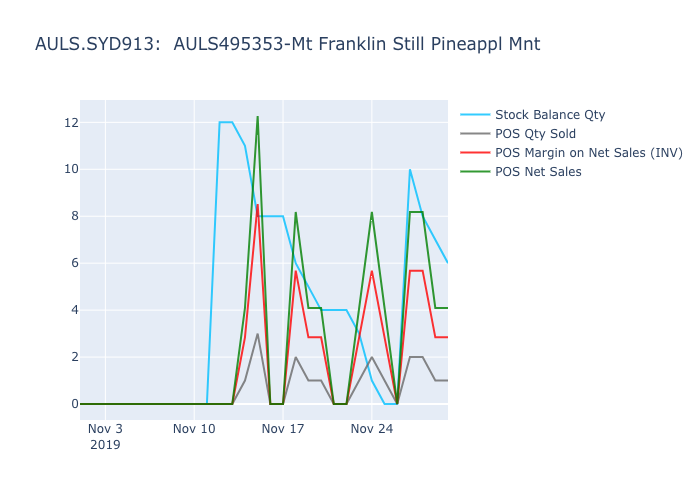 AULS.SYD913:  AULS495353-Mt Franklin Still Pineappl Mnt
Stock Balance Qty
POS Qty Sold
POS Margin on Net Sales (INV)
POS Net Sales
12
10
8
6
4
2
0
Nov 3
2019
Nov 10
Nov 17
Nov 24